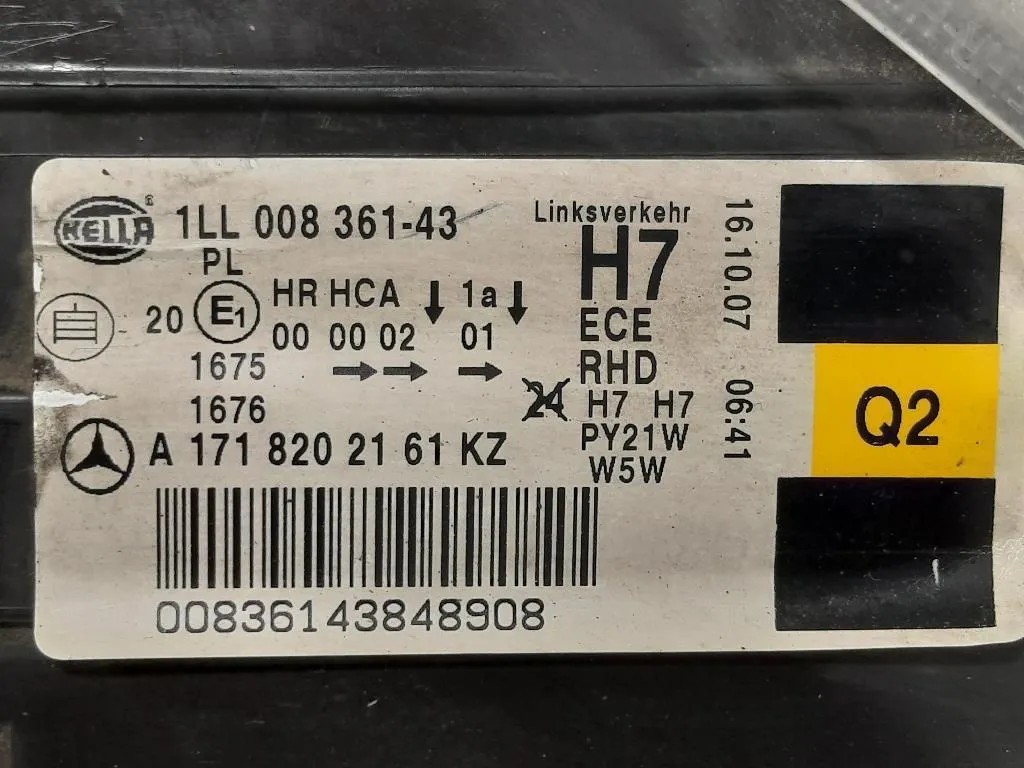 HELLA ® 1LL 008 361-43
PL
20 E1 HR HCA ↓ 1a ↓
00 00 02 01
1675 → → →
1676
A 171 820 21 61 KZ
00836143848908
Linksverkehr
H7
ECE
RHD
24 H7 H7
PY21W
W5W
16.10.07 06:41
Q2